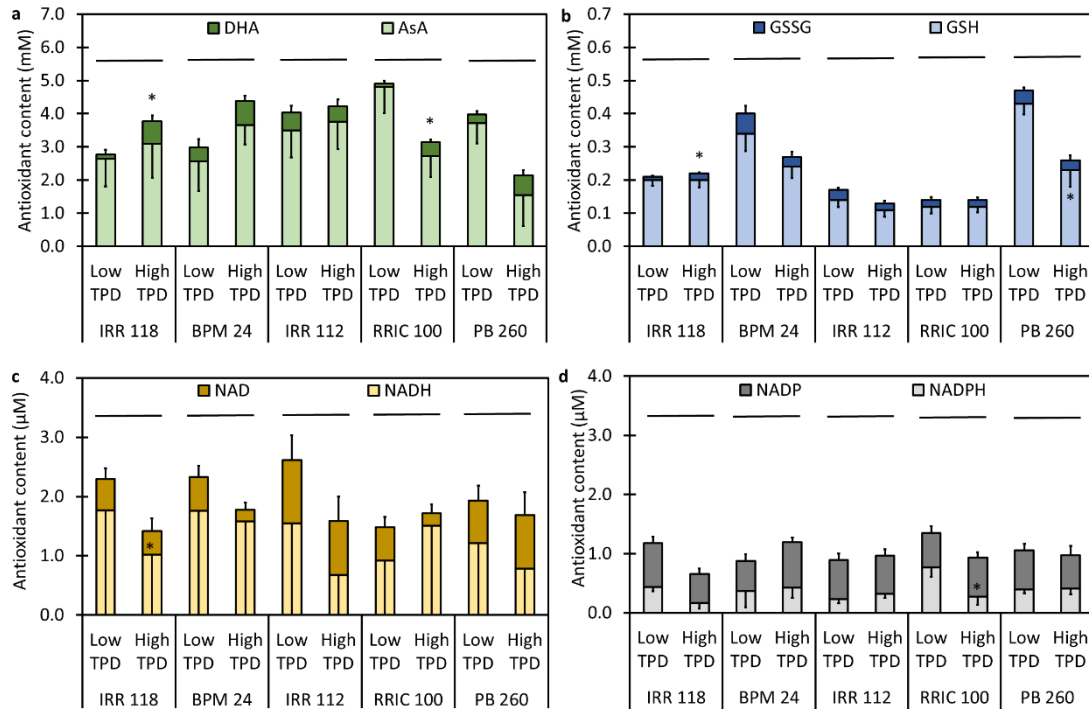 a
DHA AsA
Antioxidant content (mM)
7.0
6.0
5.0
4.0
3.0
2.0
1.0
0.0
* *
Low High Low High Low High Low High Low High
TPD TPD TPD TPD TPD TPD TPD TPD TPD TPD
IRR 118 BPM 24 IRR 112 RRIC 100 PB 260
b
GSSG GSH
Antioxidant content (mM)
0.7
0.6
0.5
0.4
0.3
0.2
0.1
0.0
* *
Low High Low High Low High Low High Low High
TPD TPD TPD TPD TPD TPD TPD TPD TPD TPD
IRR 118 BPM 24 IRR 112 RRIC 100 PB 260
c
NAD NADH
Antioxidant content (µM)
4.0
3.0
2.0
1.0
0.0
*
Low High Low High Low High Low High Low High
TPD TPD TPD TPD TPD TPD TPD TPD TPD TPD
IRR 118 BPM 24 IRR 112 RRIC 100 PB 260
d
NADP NADPH
Antioxidant content (µM)
4.0
3.0
2.0
1.0
0.0
*
Low High Low High Low High Low High Low High
TPD TPD TPD TPD TPD TPD TPD TPD TPD TPD
IRR 118 BPM 24 IRR 112 RRIC 100 PB 260